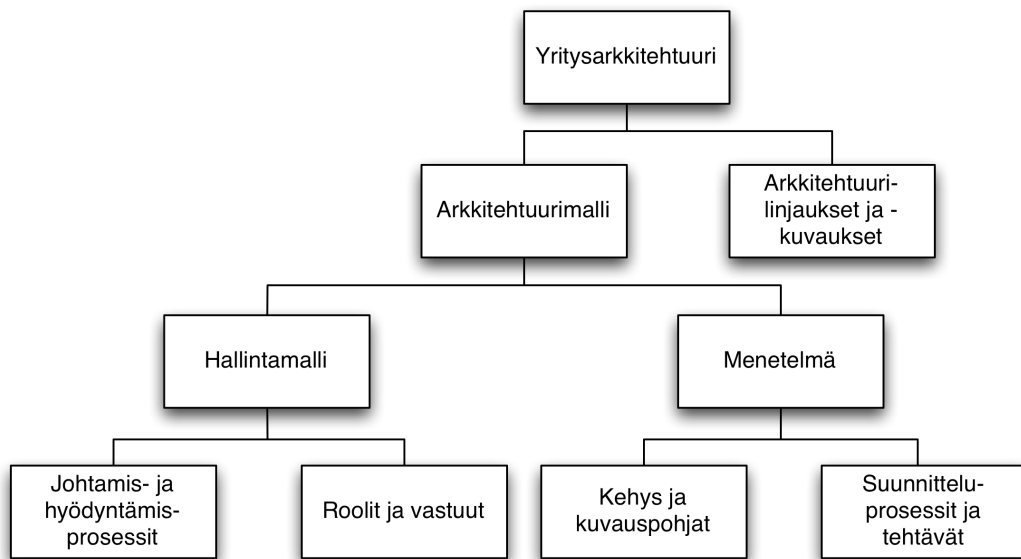 Yritysarkkitehtuuri
Arkkitehtuurimalli
Arkkitehtuuri-
linjaukset ja -
kuvaukset
Hallintamalli
Menetelmä
Johtamis- ja
hyödyntämis-
prosessit
Roolit ja vastuut
Kehys ja
kuvauspohjat
Suunnittelu-
prosessit ja
tehtävät